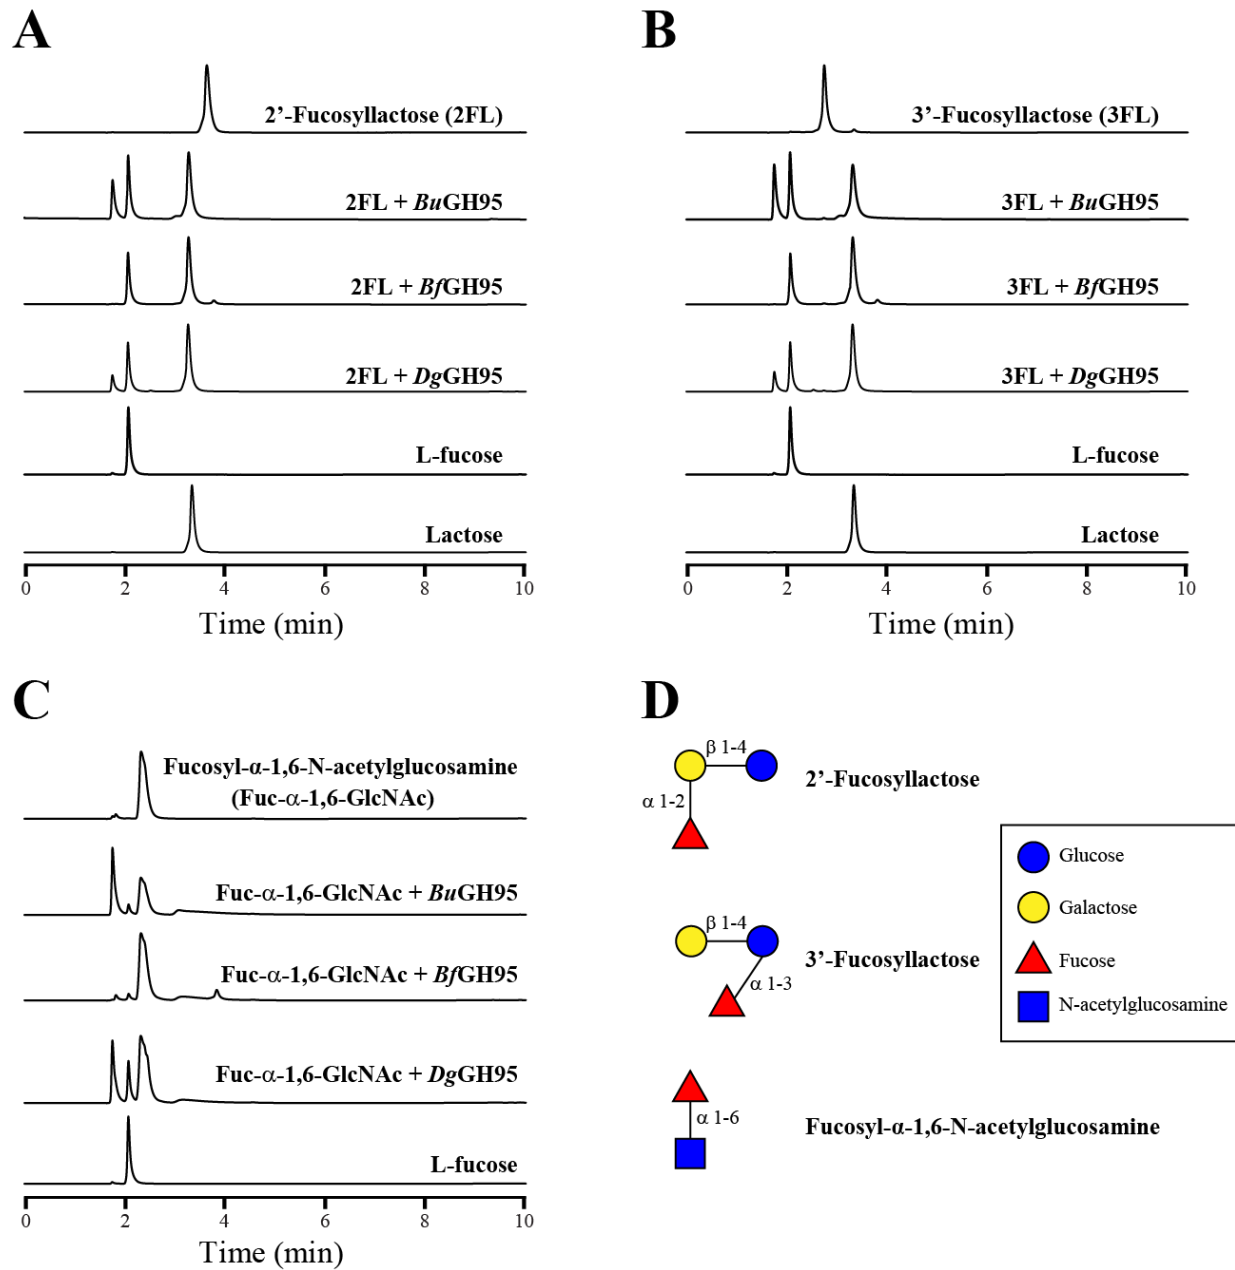 A
2’-Fucosyllactose (2FL)
2FL + BuGH95
2FL + BfGH95
2FL + DgGH95
L-fucose
Lactose
0 2 4 6 8 10
Time (min)
B
3’-Fucosyllactose (3FL)
3FL + BuGH95
3FL + BfGH95
3FL + DgGH95
L-fucose
Lactose
0 2 4 6 8 10
Time (min)
C
Fucosyl-α-1,6-N-acetylglucosamine
(Fuc-α-1,6-GlcNAc)
Fuc-α-1,6-GlcNAc + BuGH95
Fuc-α-1,6-GlcNAc + BfGH95
Fuc-α-1,6-GlcNAc + DgGH95
L-fucose
0 2 4 6 8 10
Time (min)
D
β 1-4
α 1-2
2’-Fucosyllactose
β 1-4
α 1-3
3’-Fucosyllactose
α 1-6
Fucosyl-α-1,6-N-acetylglucosamine
Glucose
Galactose
Fucose
N-acetylglucosamine